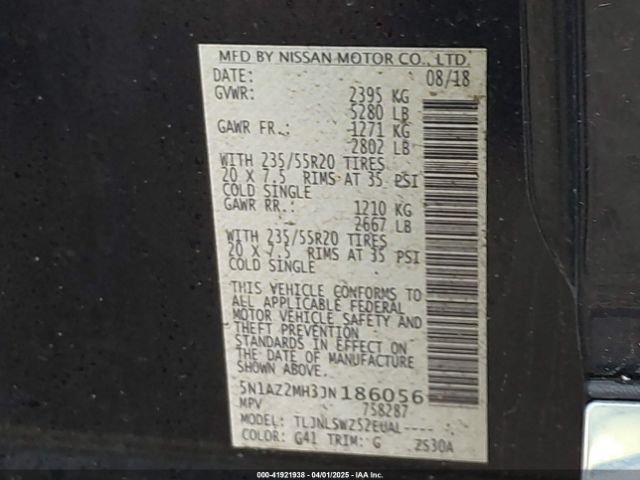 MFD BY NISSAN MOTOR CO., LTD.
DATE: 08/18
GVWR: 2395 KG
5280 LB
GAWR FR.: 1271 KG
2802 LB
WITH 235/55R20 TIRES
20 X 7.5 RIMS AT 35 PSI
COLD SINGLE
GAWR RR.: 1210 KG
2667 LB
WITH 235/55R20 TIRES
20 X 7.5 RIMS AT 35 PSI
COLD SINGLE
THIS VEHICLE CONFORMS TO
ALL APPLICABLE FEDERAL
MOTOR VEHICLE SAFETY AND
THEFT PREVENTION
STANDARDS IN EFFECT ON
THE DATE OF MANUFACTURE
SHOWN ABOVE.
5N1AZ2MH3JN186056
MPV 758287
MODEL: TLJNLSWZ52EUAL----
COLOR: G41 TRIM: G ZS30A
000-41921938 - 04/01/2025 - IAAI.com